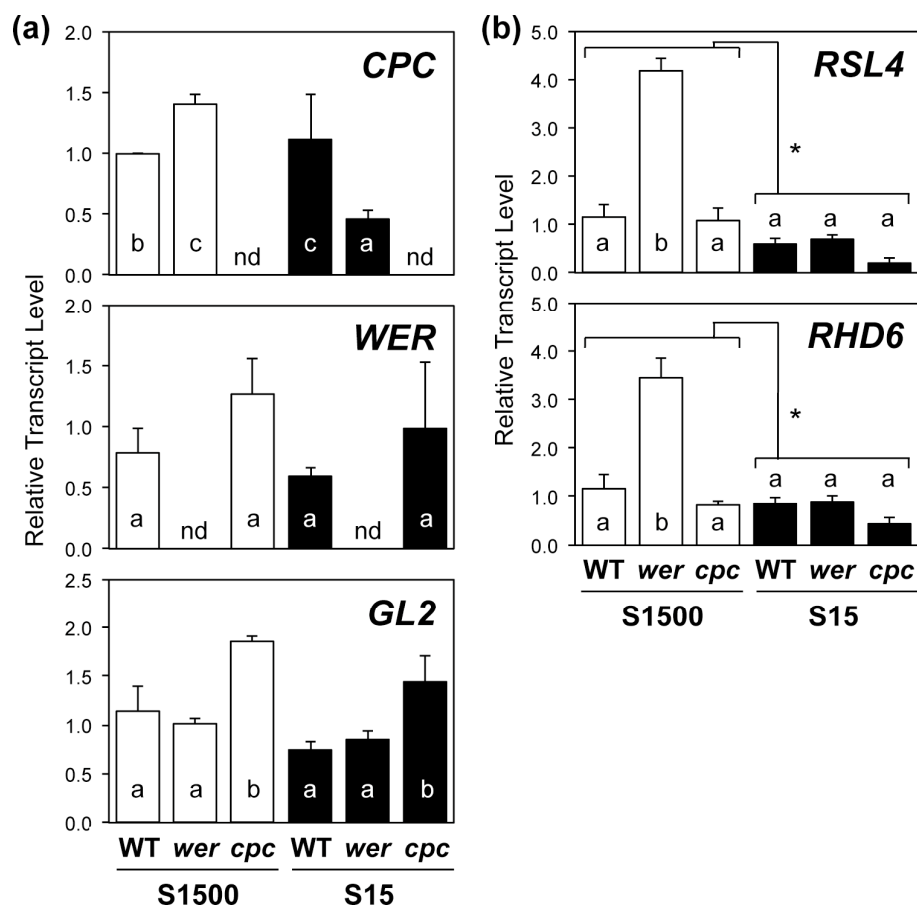 (a)
Relative Transcript Level
2.0
1.5
1.0
0.5
0.0
CPC
b c nd c a nd
2.0
1.5
1.0
0.5
0.0
WER
a nd a a nd a
2.5
2.0
1.5
1.0
0.5
0.0
GL2
a a b a a b
WT wer cpc WT wer cpc
S1500 S15
(b)
Relative Transcript Level
5.0
4.0
3.0
2.0
1.0
0.0
RSL4
*
a b a a a a
5.0
4.0
3.0
2.0
1.0
0.0
RHD6
*
a b a a a a
WT wer cpc WT wer cpc
S1500 S15